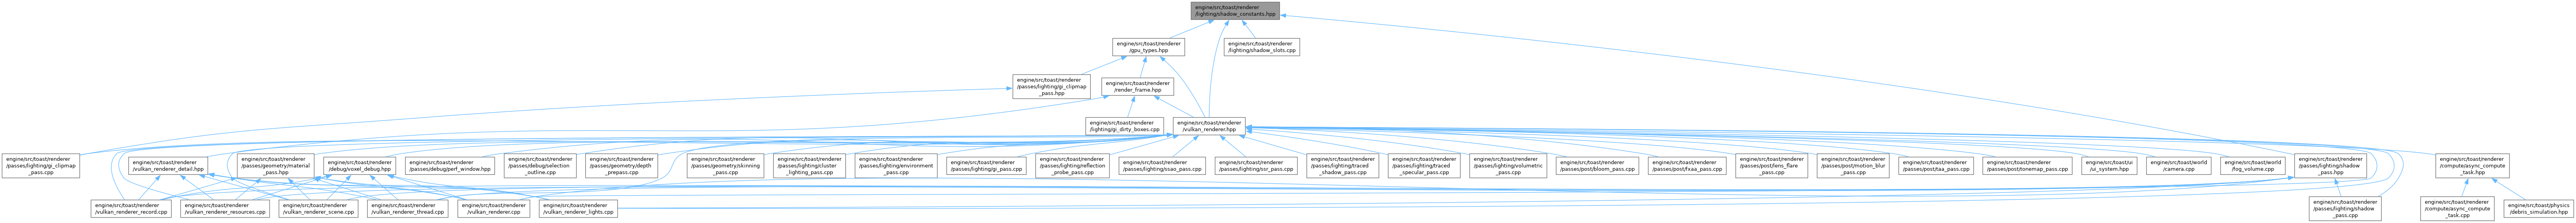 engine/src/toast/renderer
/lighting/shadow_constants.hpp
engine/src/toast/renderer
/gpu_types.hpp
engine/src/toast/renderer
/lighting/shadow_slots.cpp
engine/src/toast/renderer
/passes/lighting/gi_clipmap
_pass.hpp
engine/src/toast/renderer
/render_frame.hpp
engine/src/toast/renderer
/lighting/gi_dirty_boxes.cpp
engine/src/toast/renderer
/vulkan_renderer.hpp
engine/src/toast/renderer
/passes/lighting/gi_clipmap
_pass.cpp
engine/src/toast/renderer
/vulkan_renderer_detail.hpp
engine/src/toast/renderer
/passes/geometry/material
_pass.hpp
engine/src/toast/renderer
/debug/voxel_debug.hpp
engine/src/toast/renderer
/passes/debug/perf_window.hpp
engine/src/toast/renderer
/passes/debug/selection
_outline.cpp
engine/src/toast/renderer
/passes/geometry/depth
_prepass.cpp
engine/src/toast/renderer
/passes/geometry/skinning
_pass.cpp
engine/src/toast/renderer
/passes/lighting/cluster
_lighting_pass.cpp
engine/src/toast/renderer
/passes/lighting/environment
_pass.cpp
engine/src/toast/renderer
/passes/lighting/gi_pass.cpp
engine/src/toast/renderer
/passes/lighting/reflection
_probe_pass.cpp
engine/src/toast/renderer
/passes/lighting/ssao_pass.cpp
engine/src/toast/renderer
/passes/lighting/ssr_pass.cpp
engine/src/toast/renderer
/passes/lighting/traced
_shadow_pass.cpp
engine/src/toast/renderer
/passes/lighting/traced
_specular_pass.cpp
engine/src/toast/renderer
/passes/lighting/volumetric
_pass.cpp
engine/src/toast/renderer
/passes/post/bloom_pass.cpp
engine/src/toast/renderer
/passes/post/fxaa_pass.cpp
engine/src/toast/renderer
/passes/post/lens_flare
_pass.cpp
engine/src/toast/renderer
/passes/post/motion_blur
_pass.cpp
engine/src/toast/renderer
/passes/post/taa_pass.cpp
engine/src/toast/renderer
/passes/post/tonemap_pass.cpp
engine/src/toast/ui
/ui_system.hpp
engine/src/toast/world
/camera.cpp
engine/src/toast/world
/fog_volume.cpp
engine/src/toast/renderer
/passes/lighting/shadow
_pass.hpp
engine/src/toast/renderer
/compute/async_compute
_task.hpp
engine/src/toast/renderer
/vulkan_renderer_record.cpp
engine/src/toast/renderer
/vulkan_renderer_resources.cpp
engine/src/toast/renderer
/vulkan_renderer_scene.cpp
engine/src/toast/renderer
/vulkan_renderer_thread.cpp
engine/src/toast/renderer
/vulkan_renderer.cpp
engine/src/toast/renderer
/vulkan_renderer_lights.cpp
engine/src/toast/renderer
/passes/lighting/shadow
_pass.cpp
engine/src/toast/renderer
/compute/async_compute
_task.cpp
engine/src/toast/physics
/debris_simulation.hpp